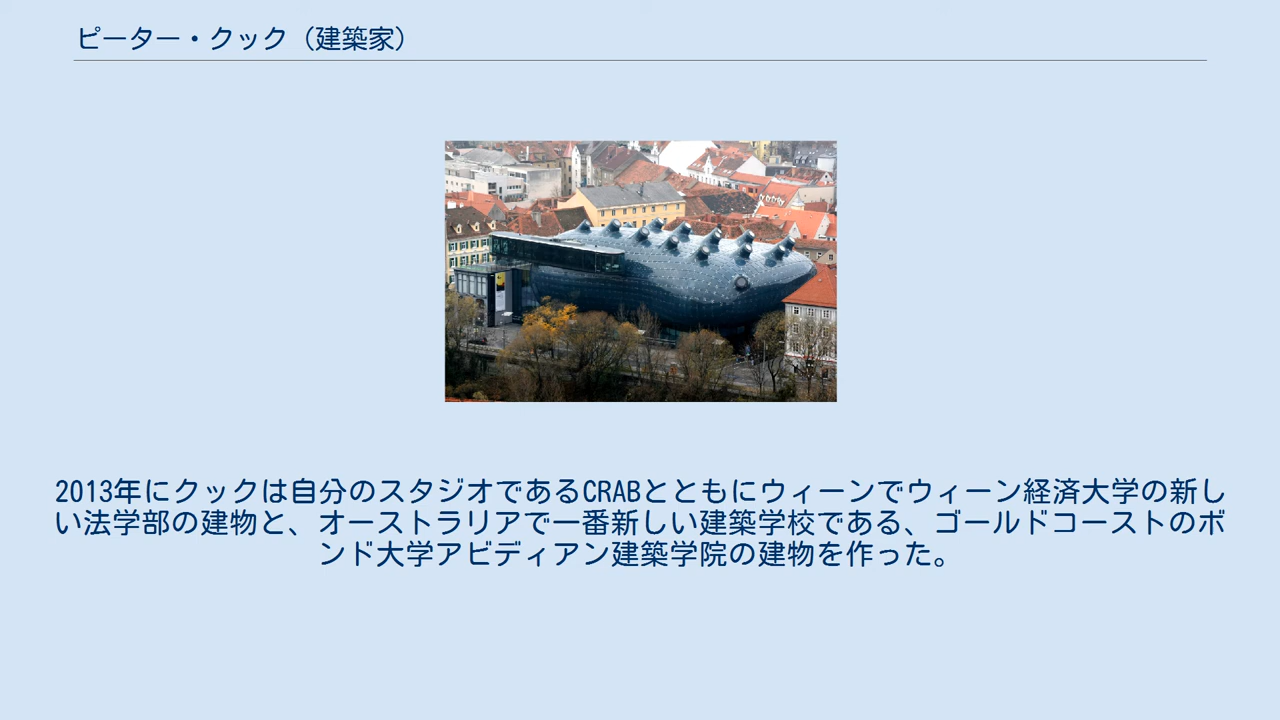 ピーター・クック（建築家）
2013年にクックは自分のスタジオであるCRABとともにウィーンでウィーン経済大学の新し
い法学部の建物と、オーストラリアで一番新しい建築学校である、ゴールドコーストのボ
ンド大学アビディアン建築学院の建物を作った。